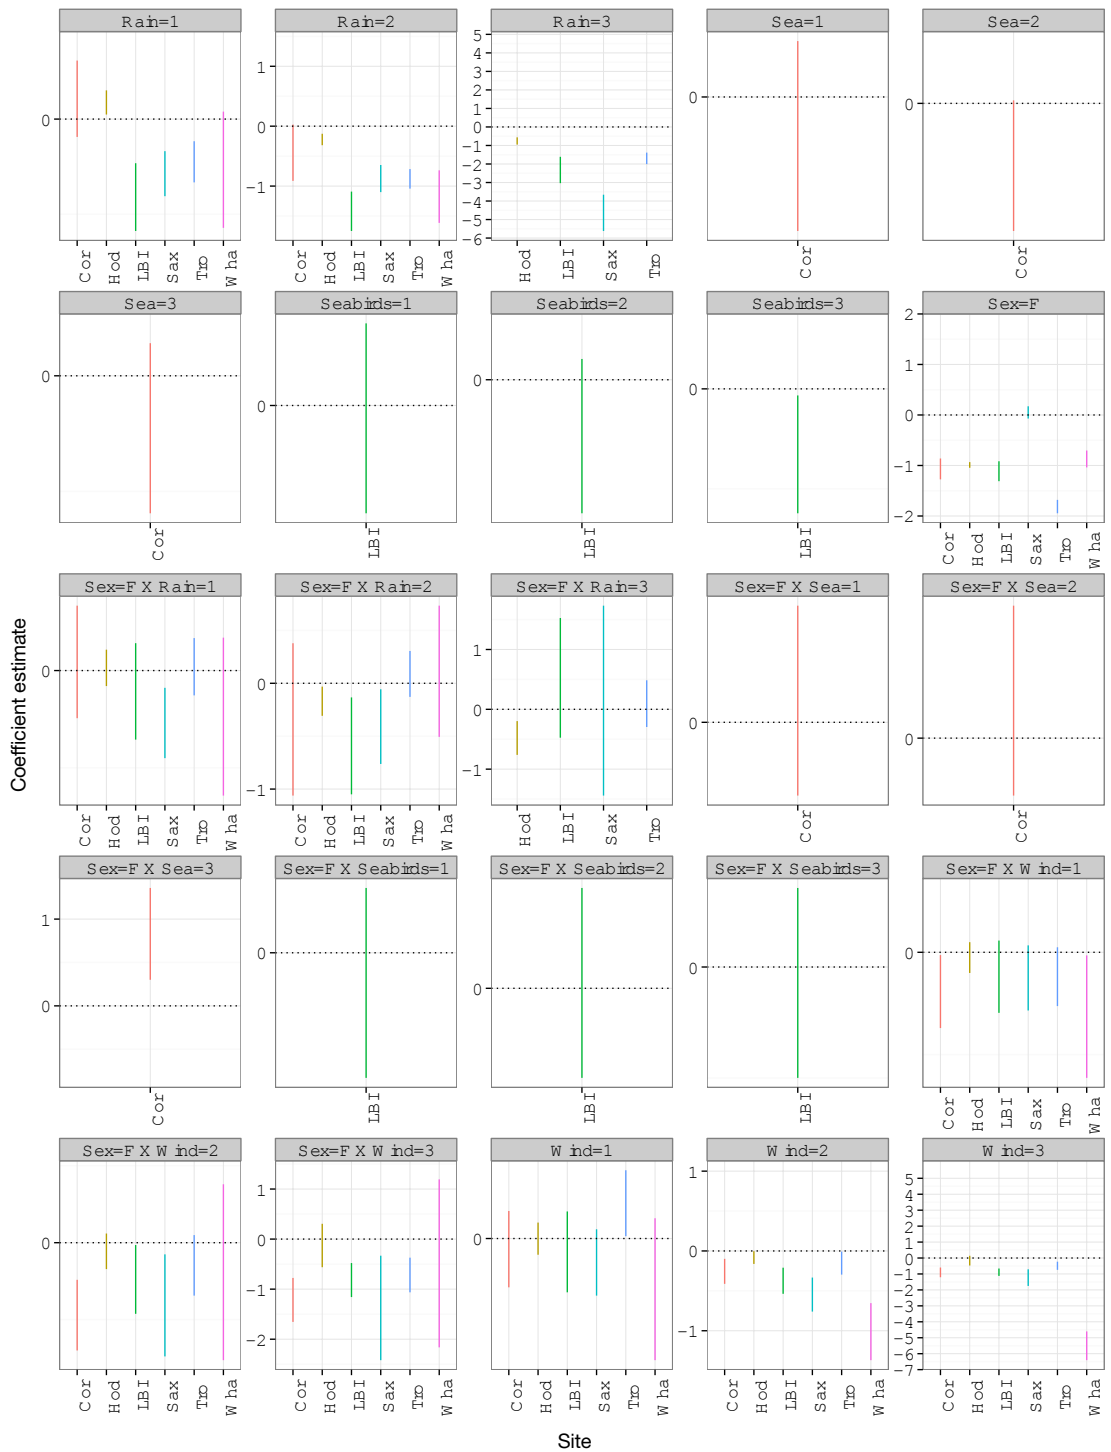 Rain=1
0
Cor Hod LBI Sax Tro Wha
Rain=2
1
0
−1
Cor Hod LBI Sax Tro Wha
Rain=3
5
4
3
2
1
0
−1
−2
−3
−4
−5
−6
Hod LBI Sax Tro
Sea=1
0
Cor
Sea=2
0
Cor
Sea=3
0
Cor
Seabirds=1
0
LBI
Seabirds=2
0
LBI
Seabirds=3
0
LBI
Sex=F
2
1
0
−1
−2
Cor Hod LBI Sax Tro Wha
Coefficient estimate
Sex=F X Rain=1
0
Cor Hod LBI Sax Tro Wha
Sex=F X Rain=2
0
−1
Cor Hod LBI Sax Tro Wha
Sex=F X Rain=3
1
0
−1
Hod LBI Sax Tro
Sex=F X Sea=1
0
Cor
Sex=F X Sea=2
0
Cor
Sex=F X Sea=3
1
0
Cor
Sex=F X Seabirds=1
0
LBI
Sex=F X Seabirds=2
0
LBI
Sex=F X Seabirds=3
0
LBI
Sex=F X Wind=1
0
Cor Hod LBI Sax Tro Wha
Sex=F X Wind=2
0
Cor Hod LBI Sax Tro Wha
Sex=F X Wind=3
1
0
−1
−2
Cor Hod LBI Sax Tro Wha
Wind=1
0
Cor Hod LBI Sax Tro Wha
Wind=2
1
0
−1
Cor Hod LBI Sax Tro Wha
Wind=3
5
4
3
2
1
0
−1
−2
−3
−4
−5
−6
−7
Cor Hod LBI Sax Tro Wha
Site